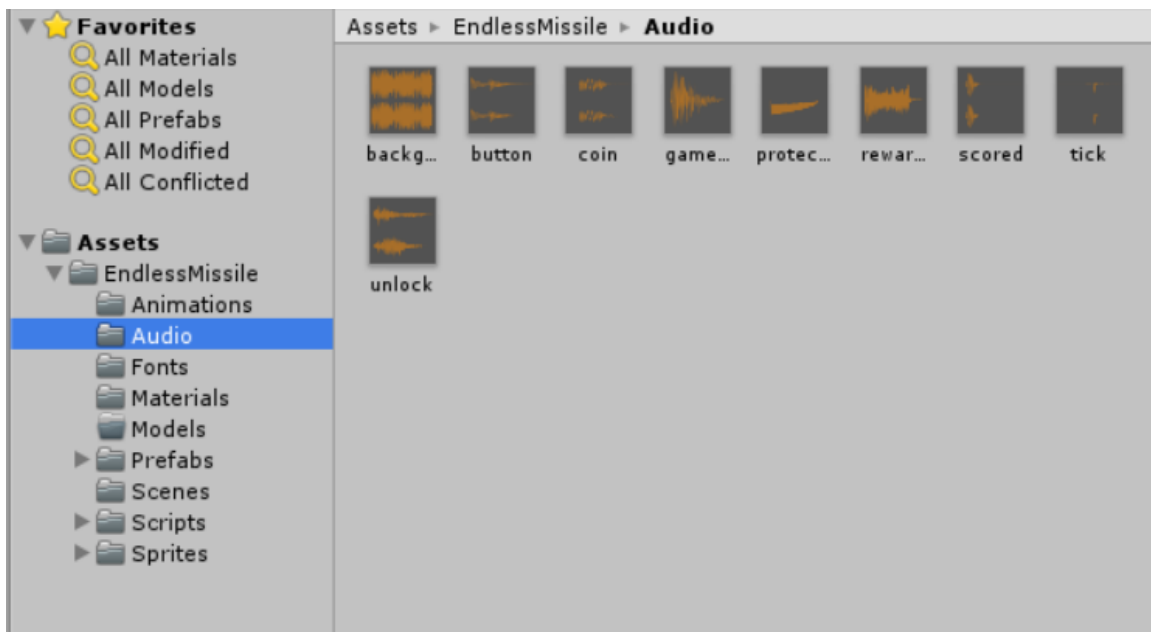 Favorites
All Materials
All Models
All Prefabs
All Modified
All Conflicted
Assets
EndlessMissile
Animations
Audio
Fonts
Materials
Models
Prefabs
Scenes
Scripts
Sprites
Assets ▸ EndlessMissile ▸ Audio
backg... button coin game... protec... rewar... scored tick
unlock